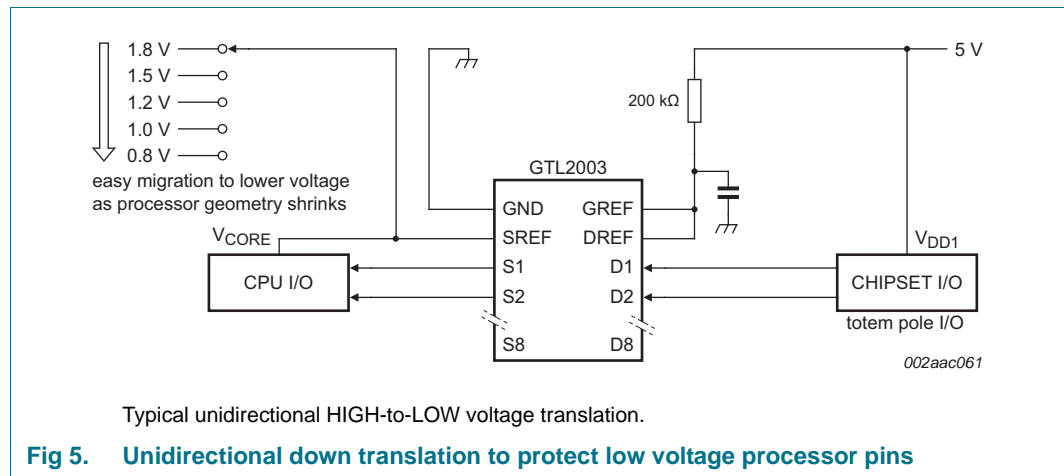 1.8 V
1.5 V
1.2 V
1.0 V
0.8 V
easy migration to lower voltage
as processor geometry shrinks
5 V
200 kΩ
GTL2003
GND
GREF
SREF
DREF
S1
D1
S2
D2
S8
D8
VCORE
CPU I/O
VDD1
CHIPSET I/O
totem pole I/O
002aac061
Typical unidirectional HIGH-to-LOW voltage translation.
Fig 5. Unidirectional down translation to protect low voltage processor pins